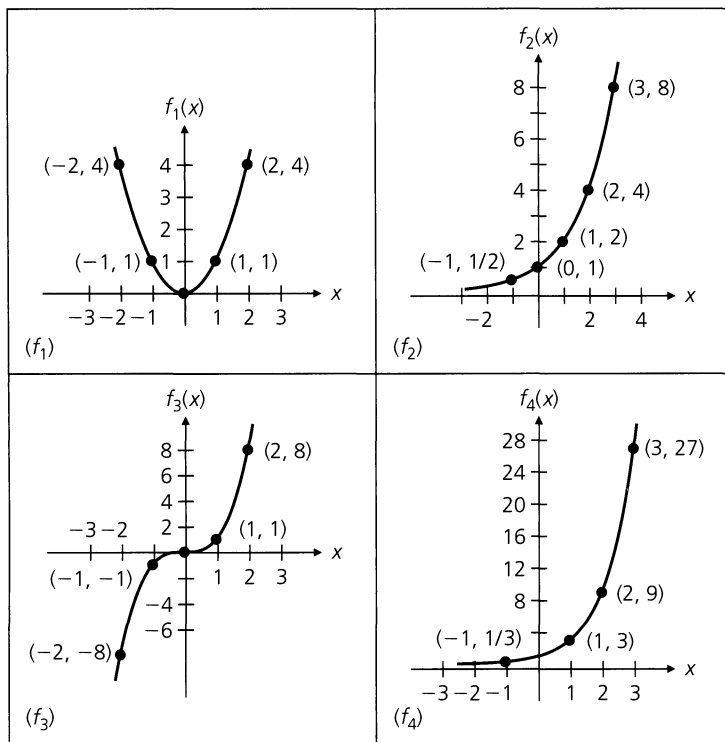 f₁(x)
(−2, 4) 4 (2, 4)
3
2
(−1, 1) 1 (1, 1)
x
−3 −2 −1 1 2 3
(f₁)
f₂(x)
8 (3, 8)
6
4 (2, 4)
2 (1, 2)
(−1, 1/2) (0, 1)
x
−2 2 4
(f₂)
f₃(x)
8 (2, 8)
6
4
2 (1, 1)
−3 −2
x
(−1, −1) 1 2 3
−4
−6
(−2, −8)
(f₃)
f₄(x)
28 (3, 27)
24
20
16
12
8 (2, 9)
(−1, 1/3) (1, 3)
x
−3 −2 −1 1 2 3
(f₄)